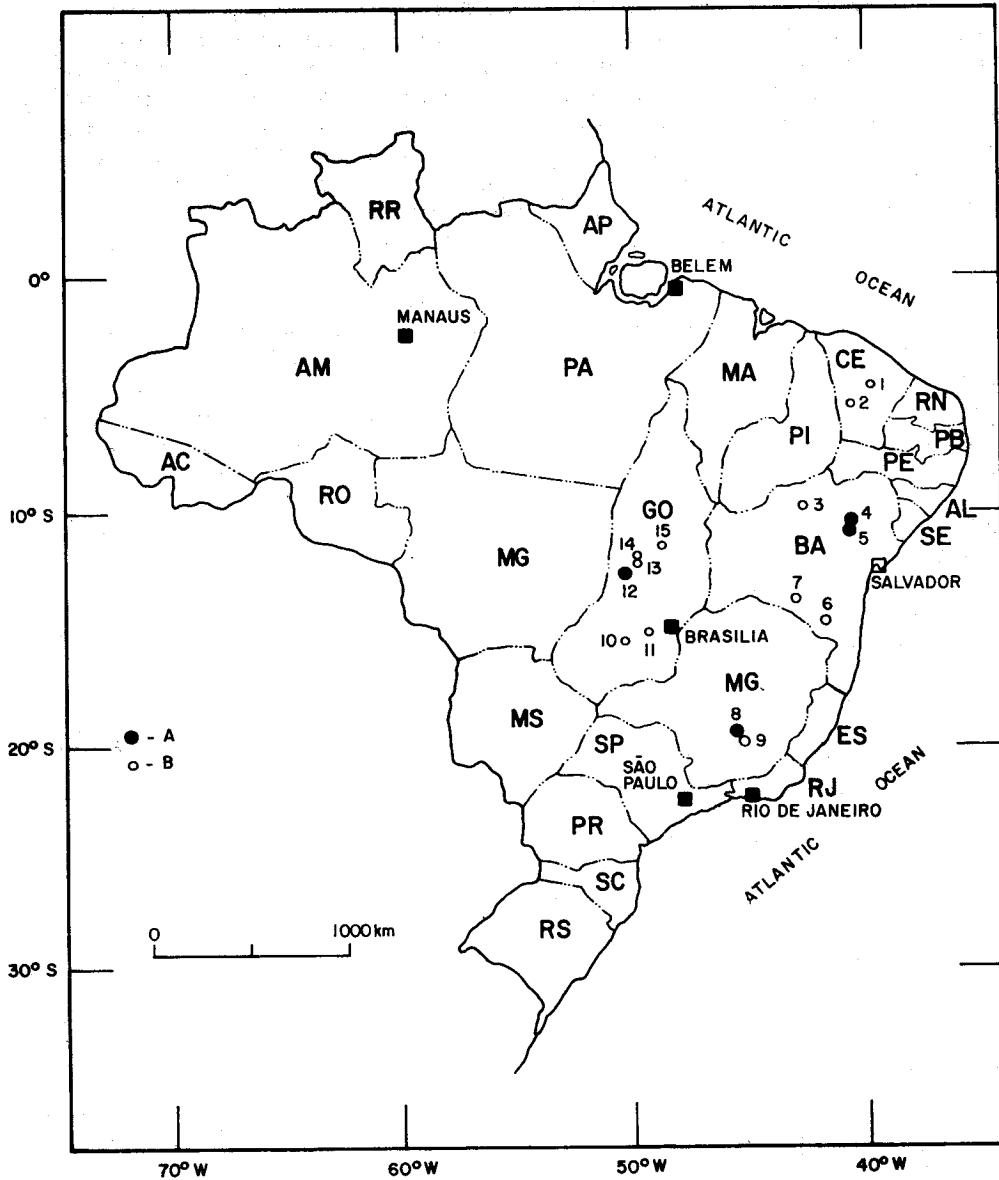 RR
AP
ATLANTIC
OCEAN
0°
BELEM
MANAUS
AM
PA
MA
CE
1
2
RN
PB
PI
PE
AC
RO
GO
3
4
AL
10° S
15
BA
5
SE
14
MG
13
12
SALVADOR
7
6
10
11
BRASILIA
MG
8
MS
ES
● - A
SP
9
○ - B
20° S
SÃO
PAULO
OCEAN
RJ
RIO DE JANEIRO
PR
ATLANTIC
SC
0
1000 km
RS
30° S
70° W
60° W
50° W
40° W